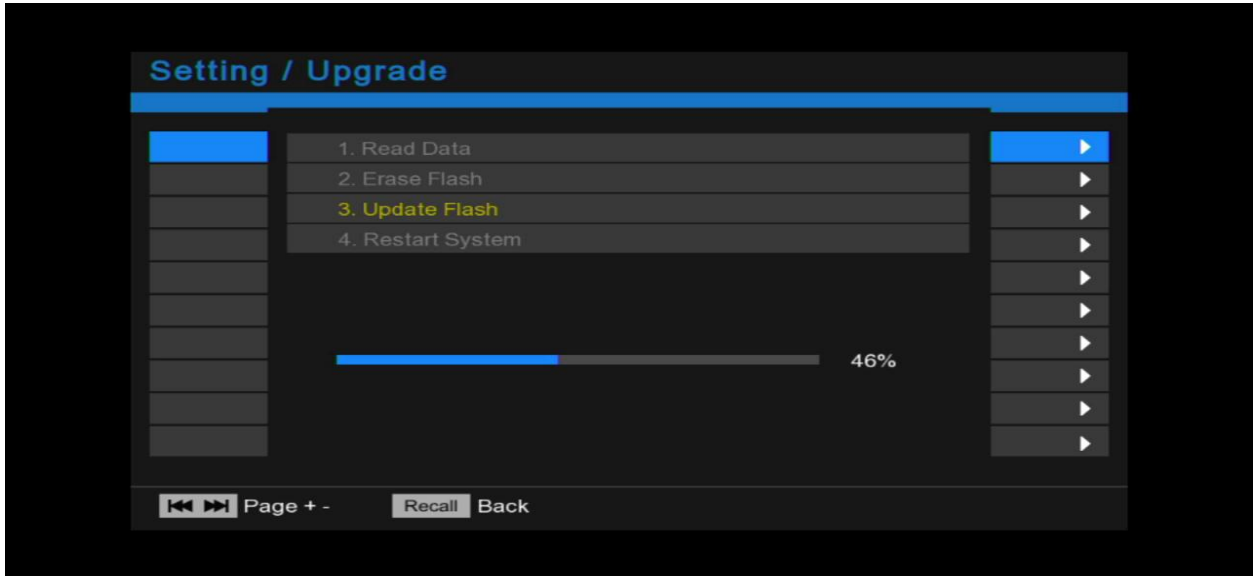 Setting / Upgrade
1. Read Data
2. Erase Flash
3. Update Flash
4. Restart System
46%
Page + - Recall Back